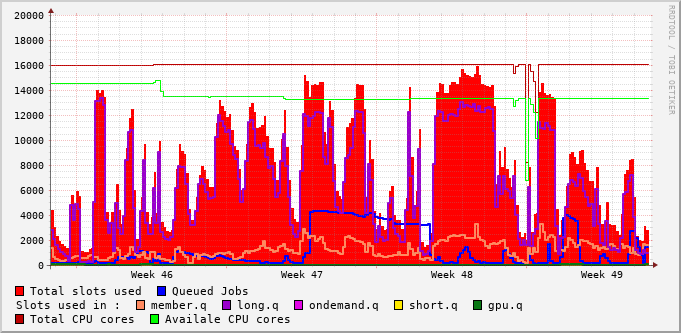 20000
18000
16000
14000
12000
10000
8000
6000
4000
2000
0
Week 46 Week 47 Week 48 Week 49
Total slots used Queued Jobs
Slots used in : member.q long.q ondemand.q short.q gpu.q
Total CPU cores Availale CPU cores
RRDTOOL / TOBI OETIKER